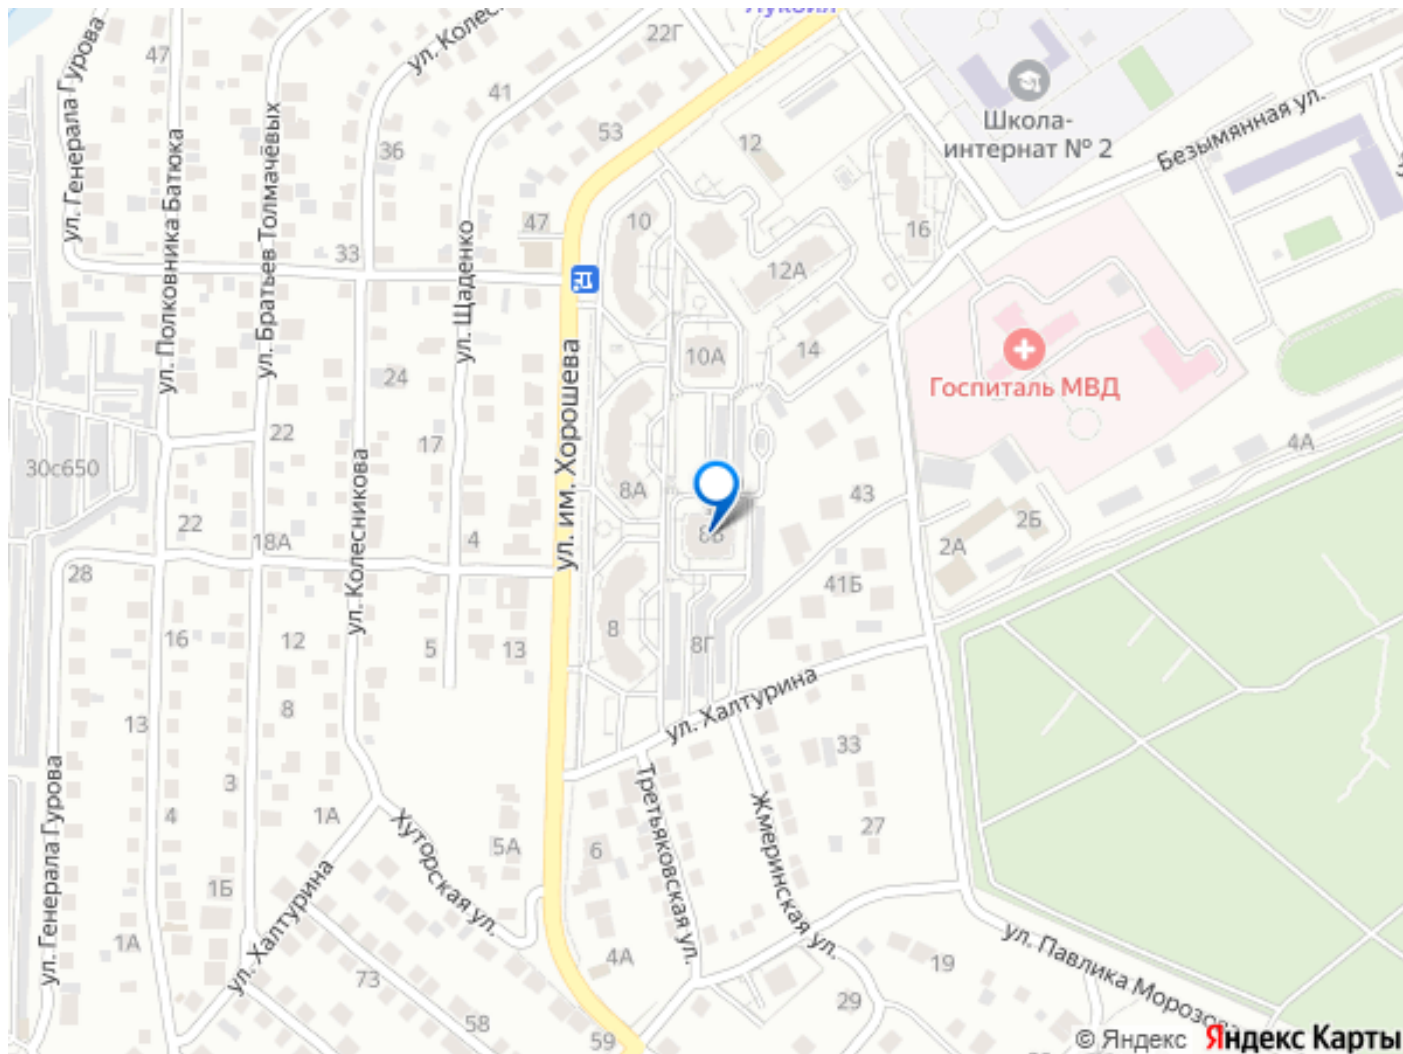 Лукойл
ул. Генерала Гурова
47
ул. Колес
22Г
41
53
36
12
Школа-
интернат № 2
Безымянная ул.
ул. Полковника Батюка
ул. Братьев Толмачёвых
ул. Щаденко
33
47
10
16
12А
10А
14
Госпиталь МВД
24
17
22
ул. им. Хорошева
ул. Колесникова
30с650
8А
43
4А
2Б
2А
22
18А
4
8Б
28
41Б
16
12
5
13
8
8Г
ул. Халтурина
13
8
33
3
ул. Генерала Гурова
4
1А
Хуторская ул.
5А
6
Третьяковская ул.
Жмеринская ул.
27
1Б
1А
ул. Халтурина
73
4А
19
ул. Павлика Морозова
29
58
59
© Яндекс Яндекс Карты